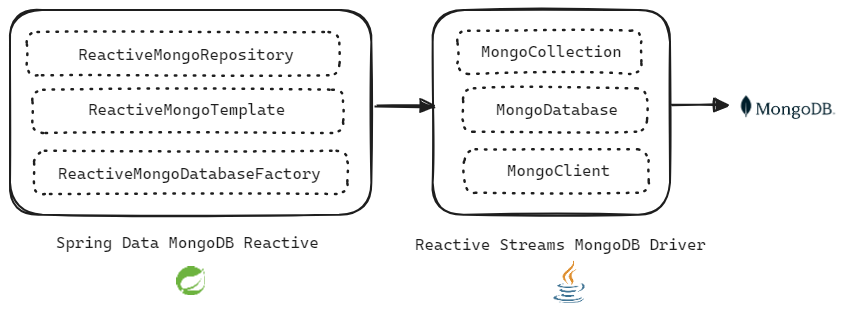 ReactiveMongoRepository
ReactiveMongoTemplate
ReactiveMongoDatabaseFactory
Spring Data MongoDB Reactive
MongoCollection
MongoDatabase
MongoClient
Reactive Streams MongoDB Driver
MongoDB.